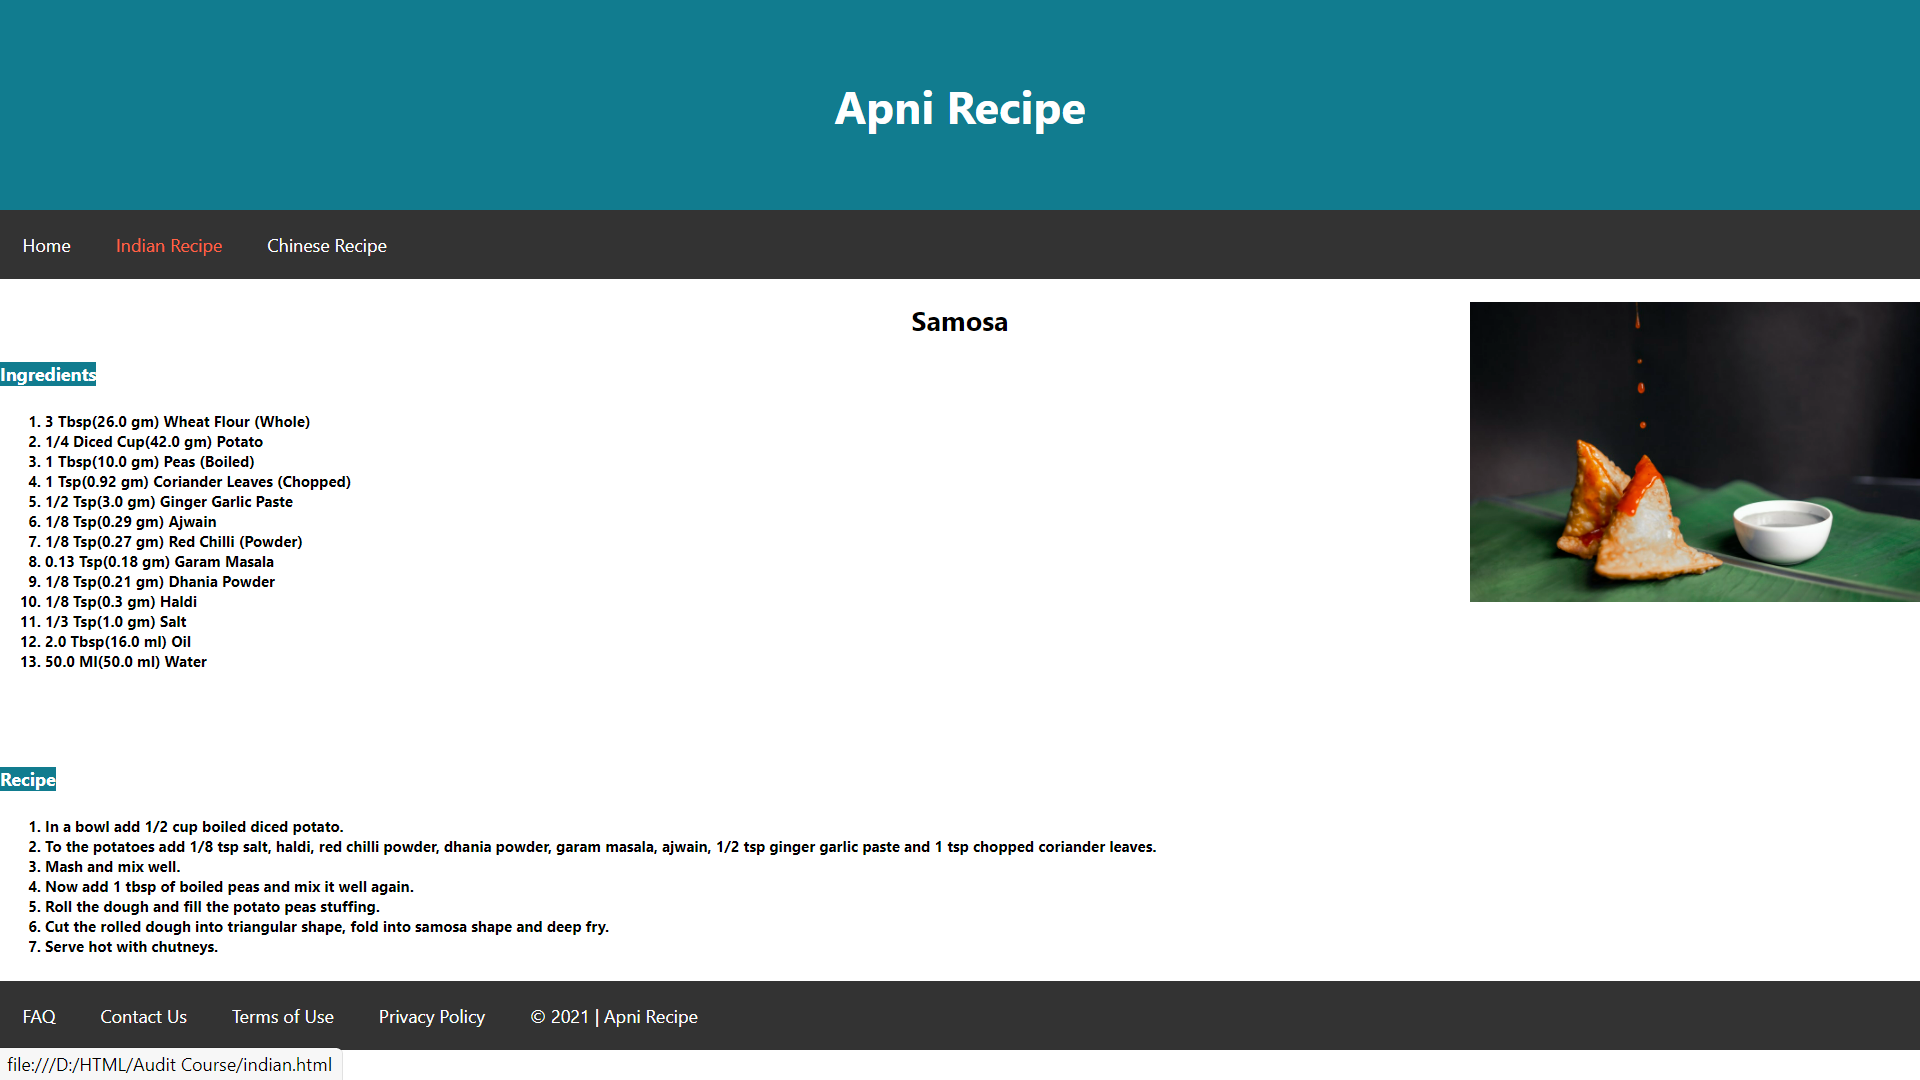 Apni Recipe
Home Indian Recipe Chinese Recipe
Samosa
Ingredients
1. 3 Tbsp(26.0 gm) Wheat Flour (Whole)
2. 1/4 Diced Cup(42.0 gm) Potato
3. 1 Tbsp(10.0 gm) Peas (Boiled)
4. 1 Tsp(0.92 gm) Coriander Leaves (Chopped)
5. 1/2 Tsp(3.0 gm) Ginger Garlic Paste
6. 1/8 Tsp(0.29 gm) Ajwain
7. 1/8 Tsp(0.27 gm) Red Chilli (Powder)
8. 0.13 Tsp(0.18 gm) Garam Masala
9. 1/8 Tsp(0.21 gm) Dhania Powder
10. 1/8 Tsp(0.3 gm) Haldi
11. 1/3 Tsp(1.0 gm) Salt
12. 2.0 Tbsp(16.0 ml) Oil
13. 50.0 Ml(50.0 ml) Water
Recipe
1. In a bowl add 1/2 cup boiled diced potato.
2. To the potatoes add 1/8 tsp salt, haldi, red chilli powder, dhania powder, garam masala, ajwain, 1/2 tsp ginger garlic paste and 1 tsp chopped coriander leaves.
3. Mash and mix well.
4. Now add 1 tbsp of boiled peas and mix it well again.
5. Roll the dough and fill the potato peas stuffing.
6. Cut the rolled dough into triangular shape, fold into samosa shape and deep fry.
7. Serve hot with chutneys.
FAQ Contact Us Terms of Use Privacy Policy © 2021 | Apni Recipe
file:///D:/HTML/Audit Course/indian.html